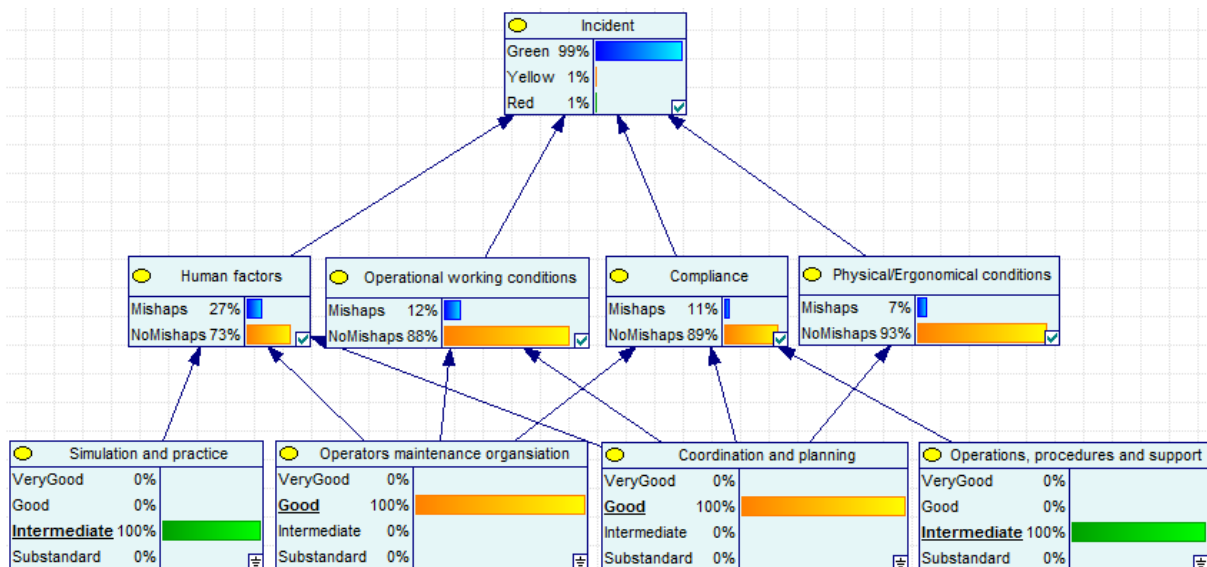 Incident
Green 99%
Yellow 1%
Red 1%
Human factors
Mishaps 27%
NoMishaps 73%
Operational working conditions
Mishaps 12%
NoMishaps 88%
Compliance
Mishaps 11%
NoMishaps 89%
Physical/Ergonomical conditions
Mishaps 7%
NoMishaps 93%
Simulation and practice
VeryGood 0%
Good 0%
Intermediate 100%
Substandard 0%
Operators maintenance organsiation
VeryGood 0%
Good 100%
Intermediate 0%
Substandard 0%
Coordination and planning
VeryGood 0%
Good 100%
Intermediate 0%
Substandard 0%
Operations, procedures and support
VeryGood 0%
Good 0%
Intermediate 100%
Substandard 0%